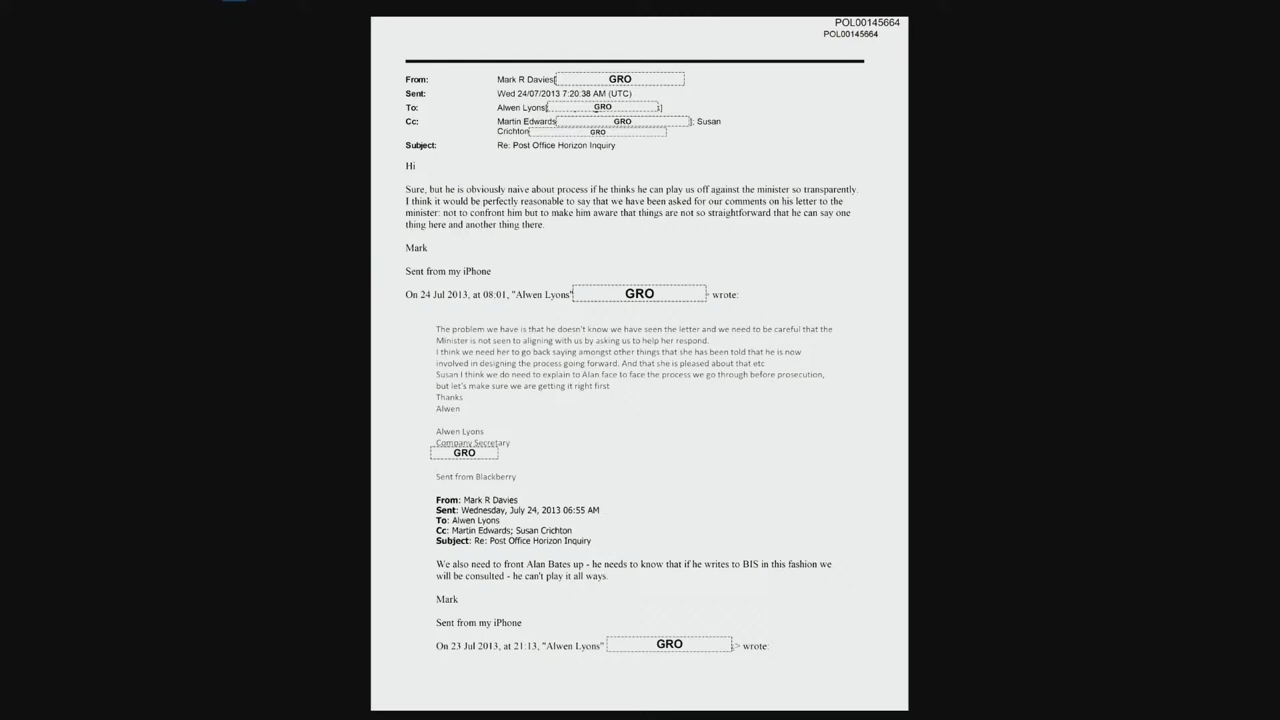 POL00145664
POL00145664
From: Mark R Davies[ GRO
Sent: Wed 24/07/2013 7:20:38 AM (UTC)
To: Alwen Lyons[ GRO ]
Cc: Martin Edwards GRO ]; Susan
Crichton GRO
Subject: Re: Post Office Horizon Inquiry
Hi
Sure, but he is obviously naive about process if he thinks he can play us off against the minister so transparently.
I think it would be perfectly reasonable to say that we have been asked for our comments on his letter to the
minister: not to confront him but to make him aware that things are not so straightforward that he can say one
thing here and another thing there.
Mark
Sent from my iPhone
On 24 Jul 2013, at 08:01, "Alwen Lyons" GRO wrote:
The problem we have is that he doesn't know we have seen the letter and we need to be careful that the
Minister is not seen to aligning with us by asking us to help her respond.
I think we need her to go back saying amongst other things that she has been told that he is now
involved in designing the process going forward. And that she is pleased about that etc
Susan I think we do need to explain to Alan face to face the process we go through before prosecution,
but let's make sure we are getting it right first
Thanks
Alwen
Alwen Lyons
Company Secretary
GRO
Sent from Blackberry
From: Mark R Davies
Sent: Wednesday, July 24, 2013 06:55 AM
To: Alwen Lyons
Cc: Martin Edwards; Susan Crichton
Subject: Re: Post Office Horizon Inquiry
We also need to front Alan Bates up - he needs to know that if he writes to BIS in this fashion we
will be consulted - he can't play it all ways.
Mark
Sent from my iPhone
On 23 Jul 2013, at 21:13, "Alwen Lyons" GRO > wrote: